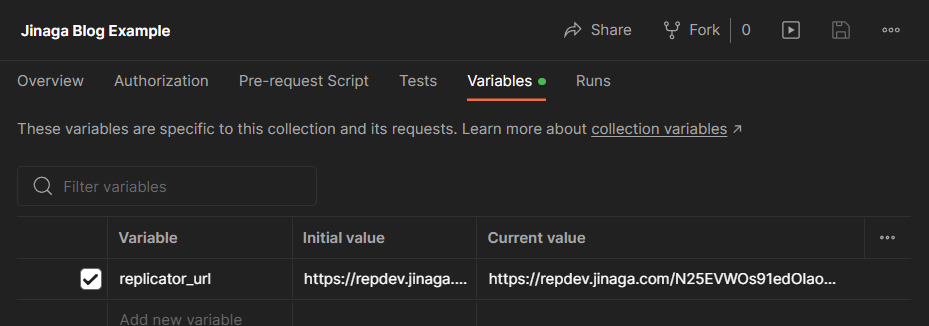 Jinaga Blog Example Share Fork 0
Overview Authorization Pre-request Script Tests Variables Runs
These variables are specific to this collection and its requests. Learn more about collection variables ↗
Filter variables
Variable Initial value Current value
replicator_url https://repdev.jinaga.... https://repdev.jinaga.com/N25EVWOs91edOlao...
Add new variable